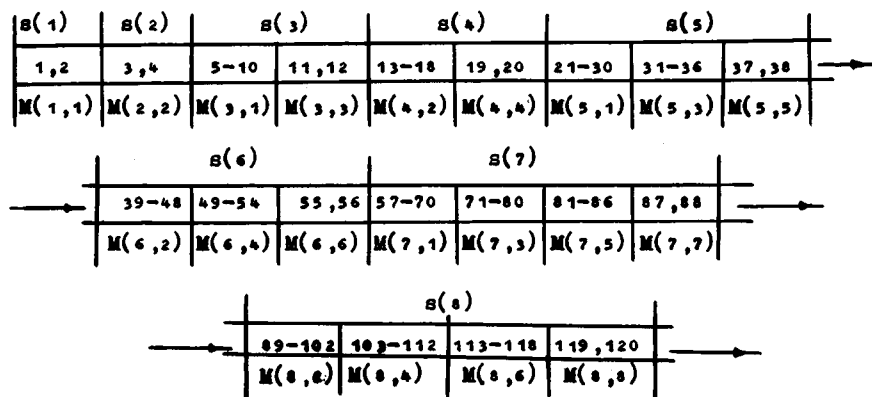 s(1) s(2) s(3) s(4) s(5)
1,2 3,4 5-10 11,12 13-18 19,20 21-30 31-36 37,38
M(1,1) M(2,2) M(3,1) M(3,3) M(4,2) M(4,4) M(5,1) M(5,3) M(5,5)
s(6) s(7)
39-48 49-54 55,56 57-70 71-80 81-86 87,88
M(6,2) M(6,4) M(6,6) M(7,1) M(7,3) M(7,5) M(7,7)
s(8)
89-102 103-112 113-118 119,120
M(8,2) M(8,4) M(8,6) M(8,8)